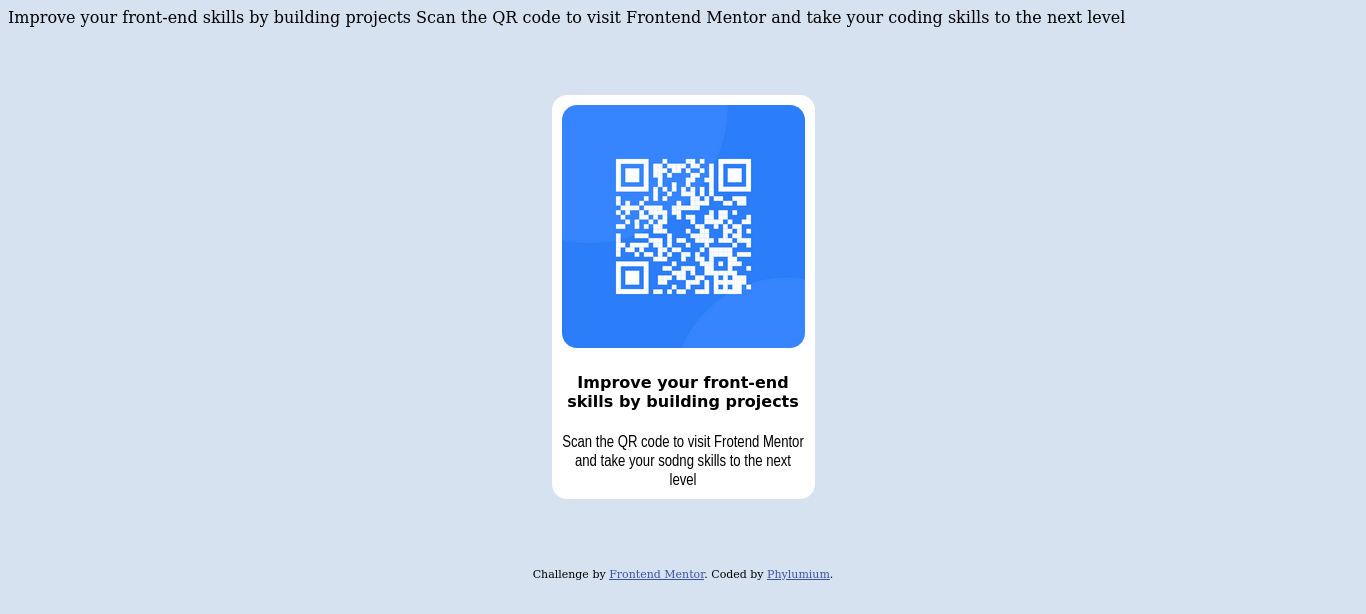 Improve your front-end skills by building projects Scan the QR code to visit Frontend Mentor and take your coding skills to the next level
Improve your front-end
skills by building projects
Scan the QR code to visit Frotend Mentor
and take your sodng skills to the next
level
Challenge by Frontend Mentor. Coded by Phylumium.